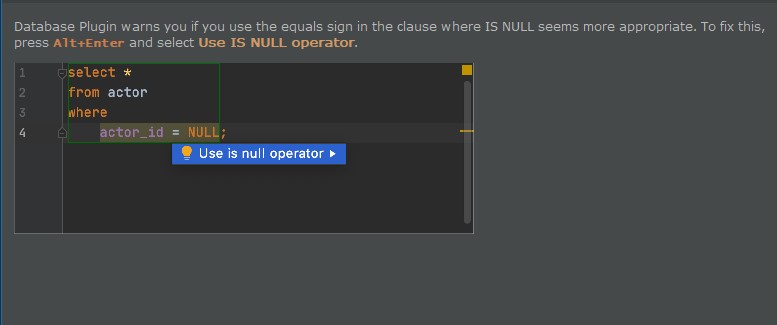 Database Plugin warns you if you use the equals sign in the clause where IS NULL seems more appropriate. To fix this,
press Alt+Enter and select Use IS NULL operator.
1 select *
2 from actor
3 where
4 actor_id = NULL;
Use is null operator